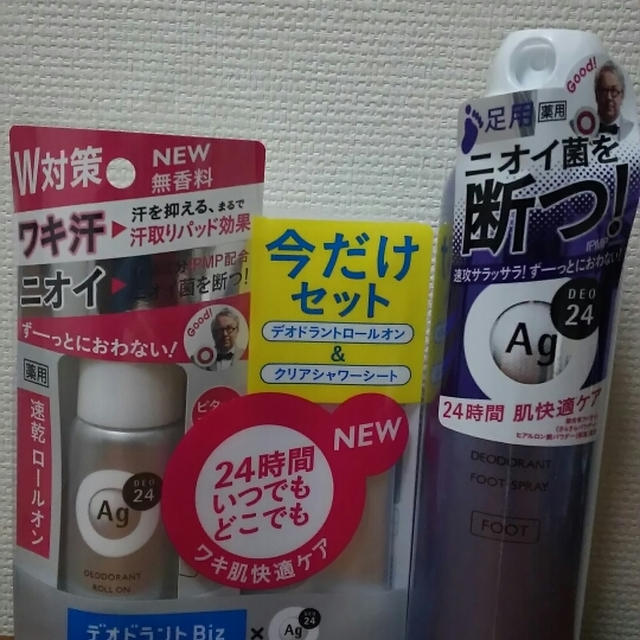 W対策
NEW
無香料
ワキ汗
汗を抑える、まるで
汗取りパッド効果
ニオイ
IPMP配合
菌を断つ!
ず――っとにおわない!
Good!
薬用
速乾 ロールオン
Ag
DEO
24
DEODORANT
ROLL ON
今だけ
セット
デオドラントロールオン
&
クリアシャワーシート
NEW
24時間
いつでも
どこでも
ワキ肌快適ケア
デオドラントBiz
×
Ag
24
足用
薬用
Good!
ニオイ菌を
断つ!
IPMP
速攻サラッサラ! ず――っとにおわない!
Ag
DEO
24
24時間 肌快適ケア
DEODORANT
FOOT SPRAY
FOOT